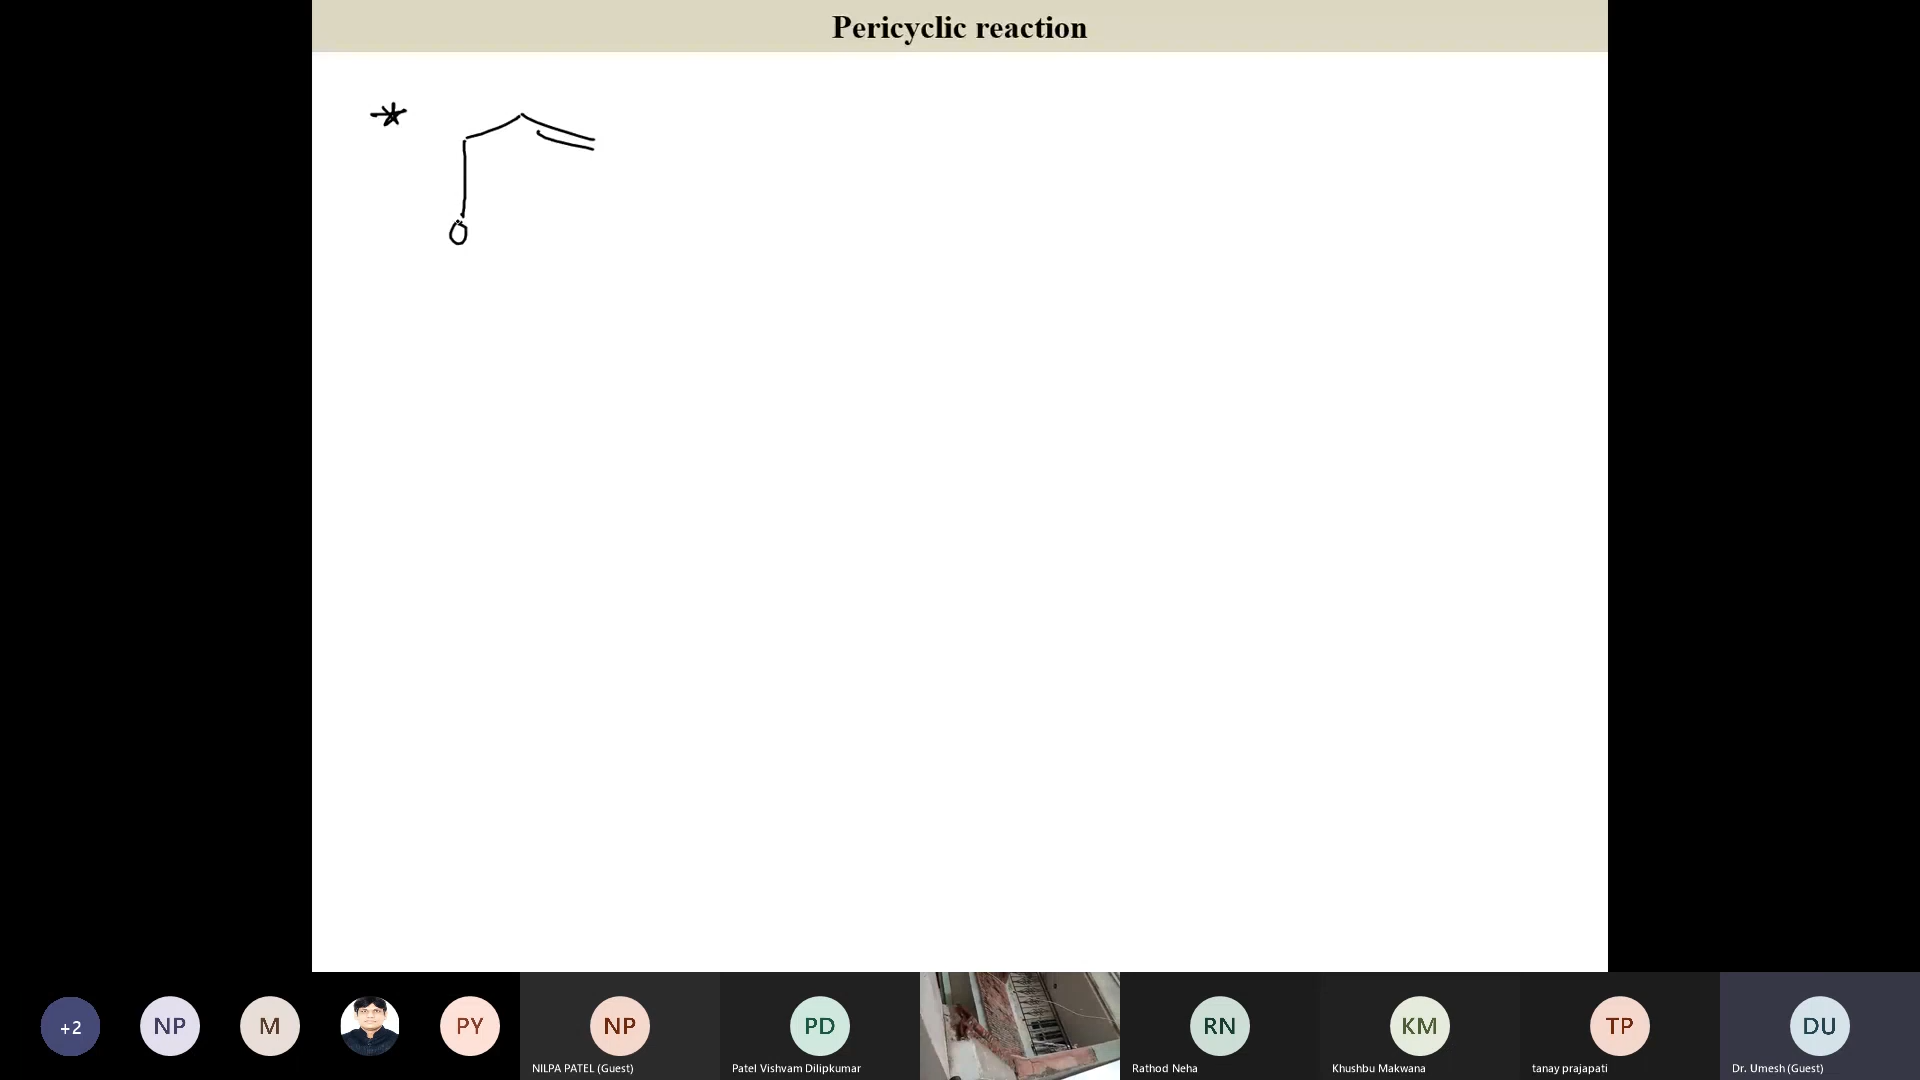 Pericyclic reaction
*
O
+2
NP
M
PY
NP
PD
RN
KM
TP
DU
NILPA PATEL (Guest)
Patel Vishvam Dilipkumar
Rathod Neha
Khushbu Makwana
tanay prajapati
Dr. Umesh (Guest)